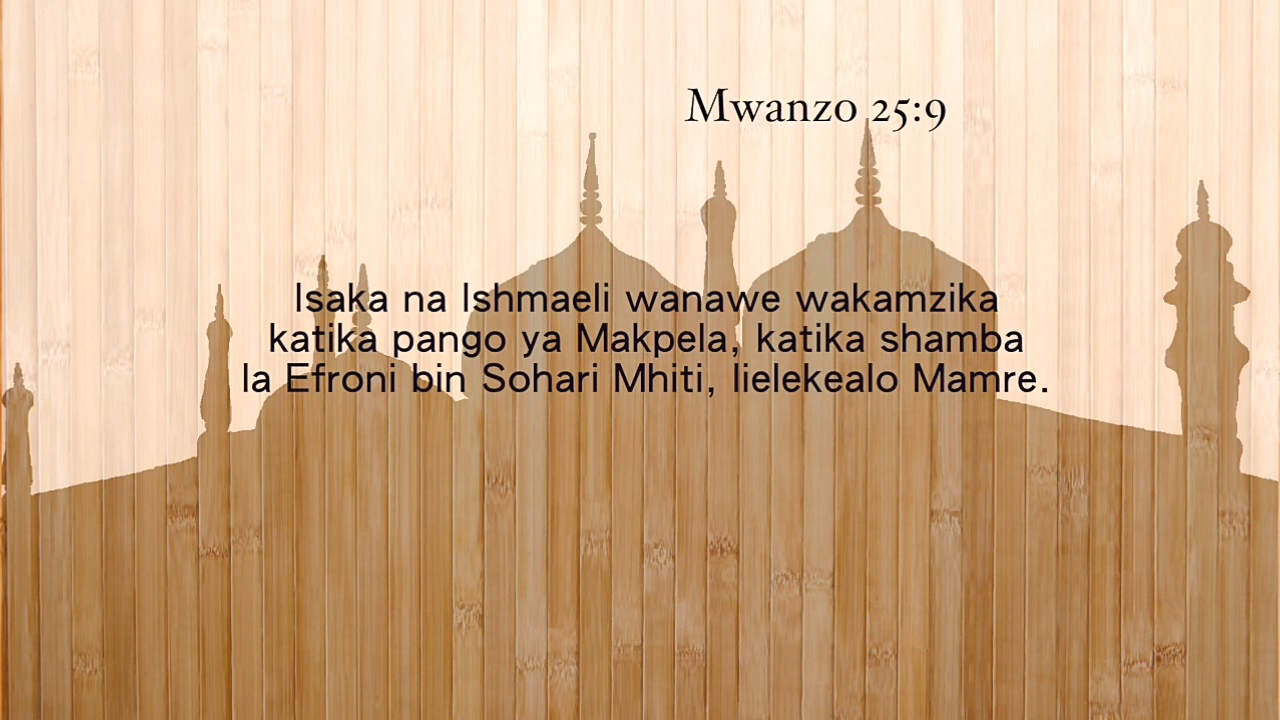 Mwanzo 25:9
Isaka na Ishmaeli wanawe wakamzika
katika pango ya Makpela, katika shamba
la Efroni bin Sohari Mhiti, lielekealo Mamre.